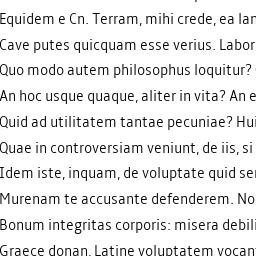 Equidem e Cn. Terram, mihi crede, ea lan
Cave putes quicquam esse verius. Labor
Quo modo autem philosophus loquitur?
An hoc usque quaque, aliter in vita? An e
Quid ad utilitatem tantae pecuniae? Hui
Quae in controversiam veniunt, de iis, si
Idem iste, inquam, de voluptate quid se
Murenam te accusante defenderem. No
Bonum integritas corporis: misera debili
Graece donan, Latine voluptatem vocan